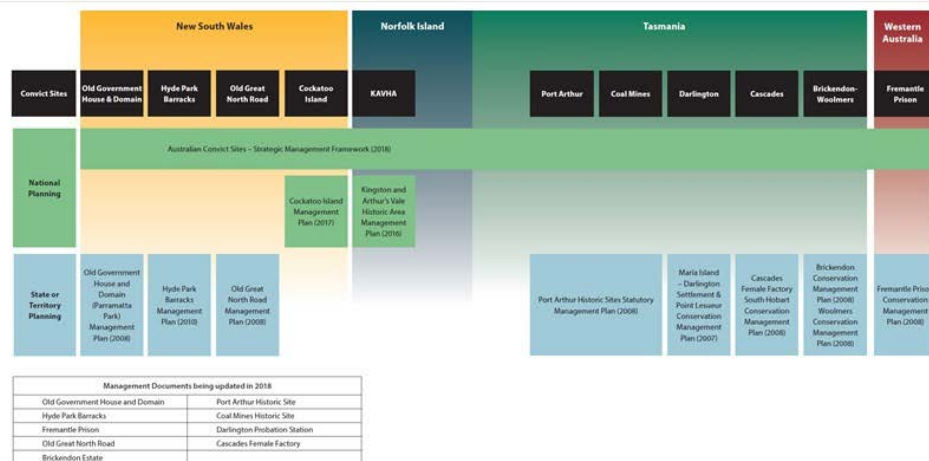 New South Wales
Norfolk Island
Tasmania
Western
Australia
Convict Sites
Old Government
House & Domain
Hyde Park
Barracks
Old Great
North Road
Cockatoo
Island
KAVHA
Port Arthur
Coal Mines
Darlington
Cascades
Brickendon-
Woolmers
Fremantle
Prison
National
Planning
Australian Convict Sites – Strategic Management Framework (2018)
Cockatoo Island
Management
Plan (2017)
Kingston and
Arthur's Vale
Historic Area
Management
Plan (2016)
State or
Territory
Planning
Old Government
House and
Domain
(Parramatta
Park)
Management
Plan (2008)
Hyde Park
Barracks
Management
Plan (2010)
Old Great
North Road
Management
Plan (2008)
Port Arthur Historic Sites Statutory
Management Plan (2008)
Maria Island
– Darlington
Settlement &
Point Lesueur
Conservation
Management
Plan (2007)
Cascades
Female Factory
South Hobart
Conservation
Management
Plan (2008)
Brickendon
Conservation
Management
Plan (2008)
Woolmers
Conservation
Management
Plan (2008)
Fremantle Priso
Conservation
Management
Plan (2008)
Management Documents being updated in 2018
Old Government House and Domain
Port Arthur Historic Site
Hyde Park Barracks
Coal Mines Historic Site
Fremantle Prison
Darlington Probation Station
Old Great North Road
Cascades Female Factory
Brickendon Estate